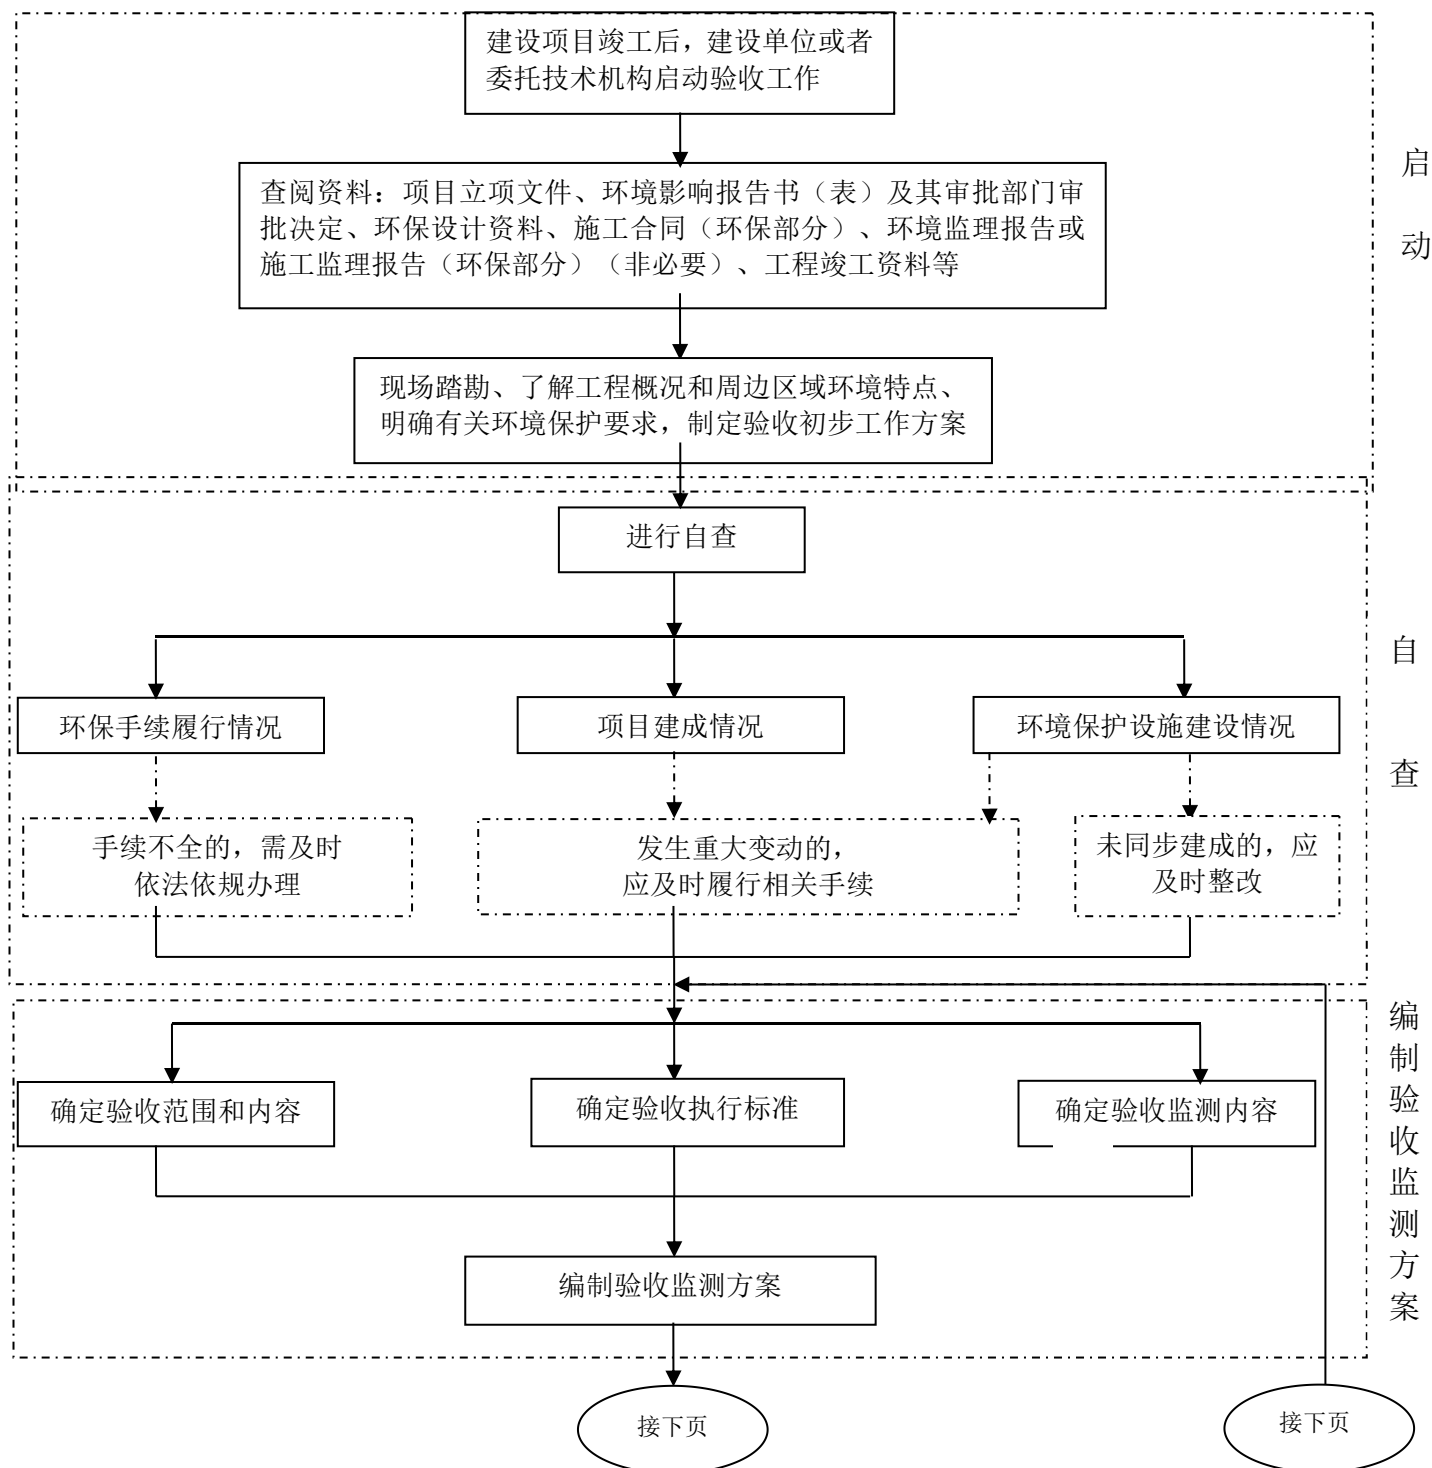 建设项目竣工后，建设单位或者
委托技术机构启动验收工作
查阅资料：项目立项文件、环境影响报告书（表）及其审批部门审
批决定、环保设计资料、施工合同（环保部分）、环境监理报告或
施工监理报告（环保部分）（非必要）、工程竣工资料等
现场踏勘、了解工程概况和周边区域环境特点、
明确有关环境保护要求，制定验收初步工作方案
启
动
进行自查
环保手续履行情况
项目建成情况
环境保护设施建设情况
手续不全的，需及时
依法依规办理
发生重大变动的，
应及时履行相关手续
未同步建成的，应
及时整改
自
查
确定验收范围和内容
确定验收执行标准
确定验收监测内容
编制验收监测方案
编
制
验
收
监
测
方
案
接下页
接下页